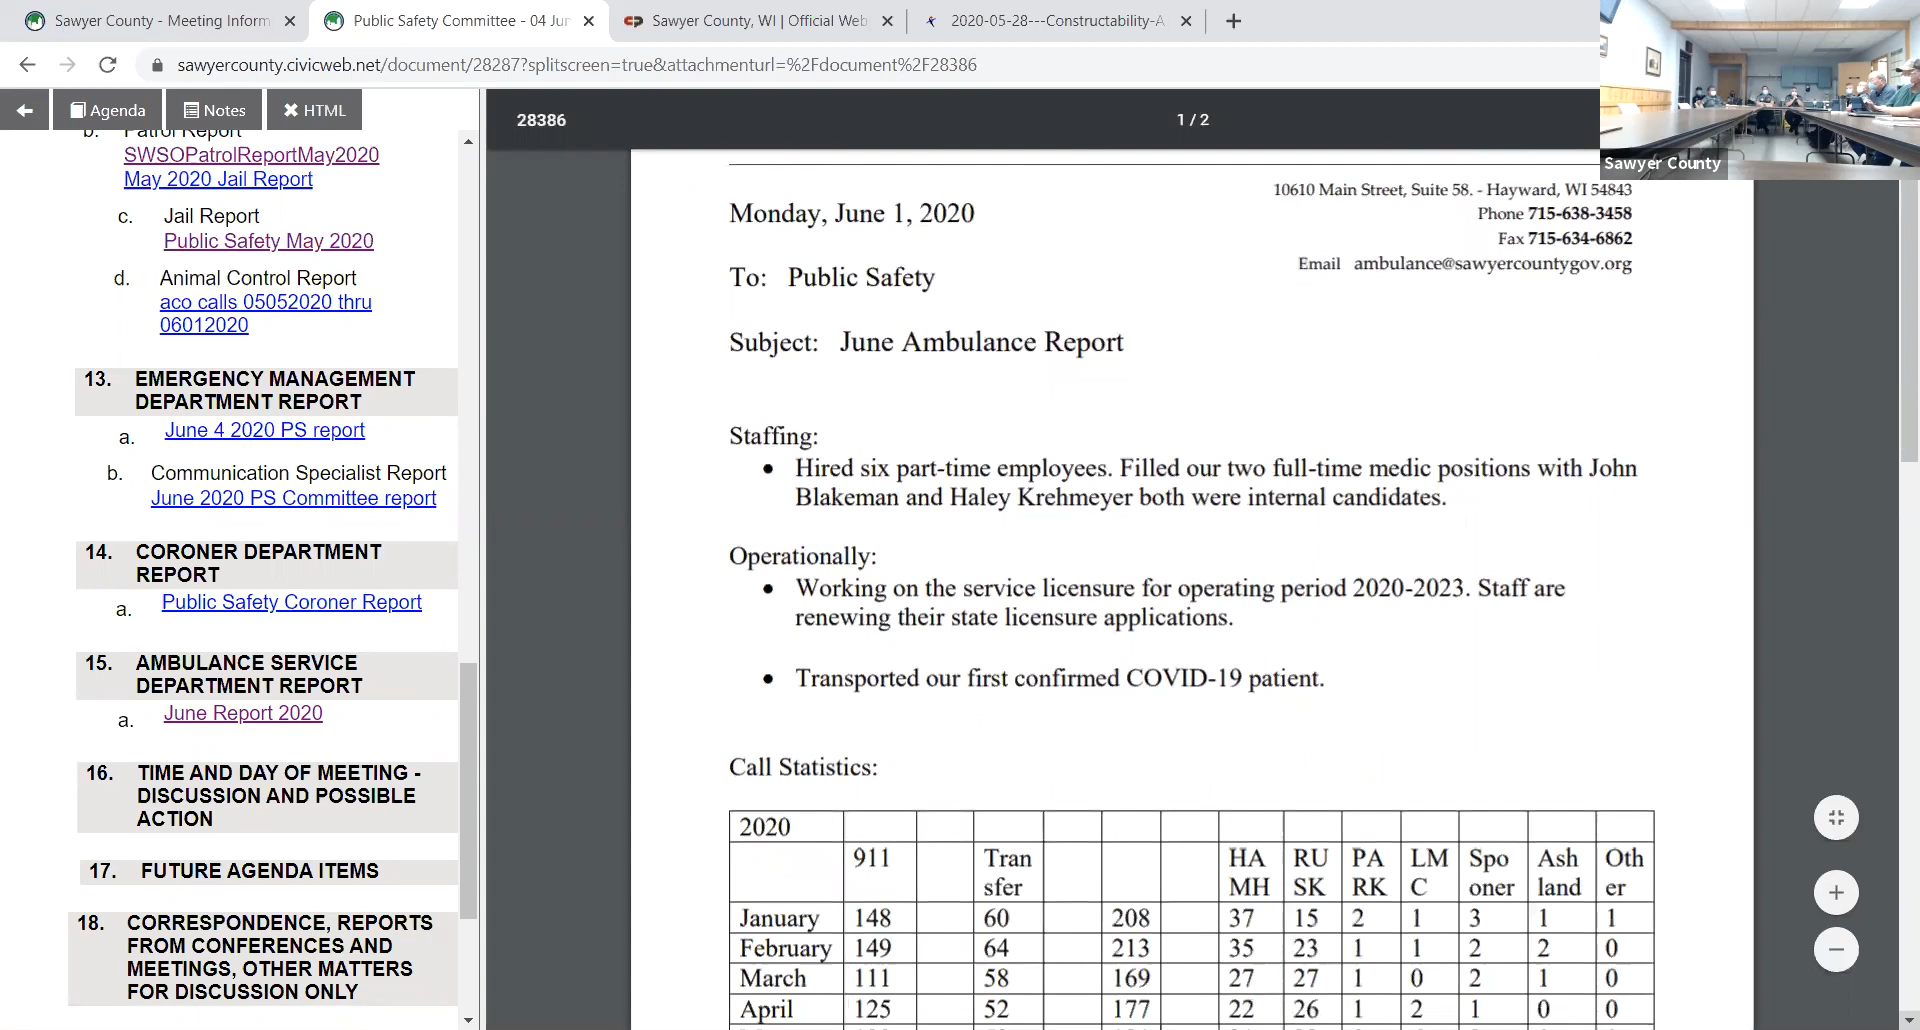 Sawyer County - Meeting Inform
Public Safety Committee - 04 Jun
Sawyer County, WI | Official Web
2020-05-28---Constructability-A
sawyercounty.civicweb.net/document/28287?splitscreen=true&attachmenturl=%2Fdocument%2F28386
Agenda
Notes
HTML
b. Patrol Report
SWSOPatrolReportMay2020
May 2020 Jail Report
c. Jail Report
Public Safety May 2020
d. Animal Control Report
aco calls 05052020 thru
06012020
13. EMERGENCY MANAGEMENT
DEPARTMENT REPORT
a. June 4 2020 PS report
b. Communication Specialist Report
June 2020 PS Committee report
14. CORONER DEPARTMENT
REPORT
a. Public Safety Coroner Report
15. AMBULANCE SERVICE
DEPARTMENT REPORT
a. June Report 2020
16. TIME AND DAY OF MEETING -
DISCUSSION AND POSSIBLE
ACTION
17. FUTURE AGENDA ITEMS
18. CORRESPONDENCE, REPORTS
FROM CONFERENCES AND
MEETINGS, OTHER MATTERS
FOR DISCUSSION ONLY
28386
1 / 2
Sawyer County
10610 Main Street, Suite 58. - Hayward, WI 54843
Phone 715-638-3458
Fax 715-634-6862
Email ambulance@sawyercountygov.org
Monday, June 1, 2020
To: Public Safety
Subject: June Ambulance Report
Staffing:
• Hired six part-time employees. Filled our two full-time medic positions with John
Blakeman and Haley Krehmeyer both were internal candidates.
Operationally:
• Working on the service licensure for operating period 2020-2023. Staff are
renewing their state licensure applications.
• Transported our first confirmed COVID-19 patient.
Call Statistics:
2020
911 Tran HA RU PA LM Spo Ash Oth
sfer MH SK RK C oner land er
January 148 60 208 37 15 2 1 3 1 1
February 149 64 213 35 23 1 1 2 2 0
March 111 58 169 27 27 1 0 2 1 0
April 125 52 177 22 26 1 2 1 0 0